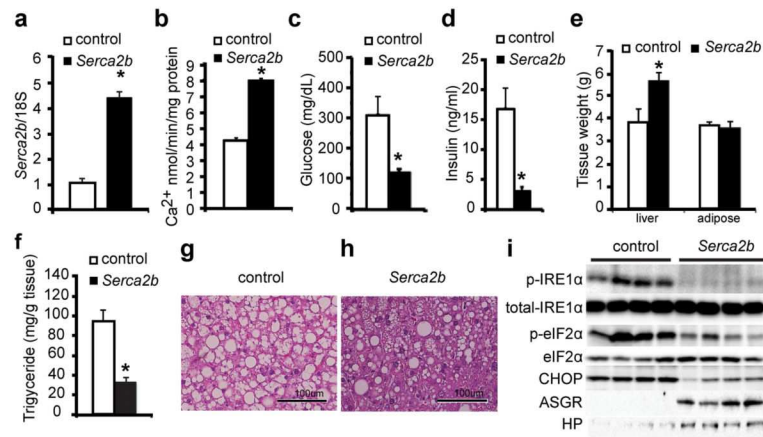 a
control
Serca2b
Serca2b/18S
6
5
4
3
2
1
0
*
b
control
Serca2b
Ca2+ nmol/min/mg protein
9
8
7
6
5
4
3
2
1
0
*
c
control
Serca2b
Glucose (mg/dL)
500
400
300
200
100
0
*
d
control
Serca2b
Insulin (ng/ml)
25
20
15
10
5
0
*
e
control
Serca2b
Tissue weight (g)
7
6
5
4
3
2
1
0
*
liver
adipose
f
control
Serca2b
Trigyceride (mg/g tissue)
140
120
100
80
60
40
20
0
*
g
control
100um
h
Serca2b
100um
i
control
Serca2b
p-IRE1α
total-IRE1α
p-eIF2α
eIF2α
CHOP
ASGR
HP